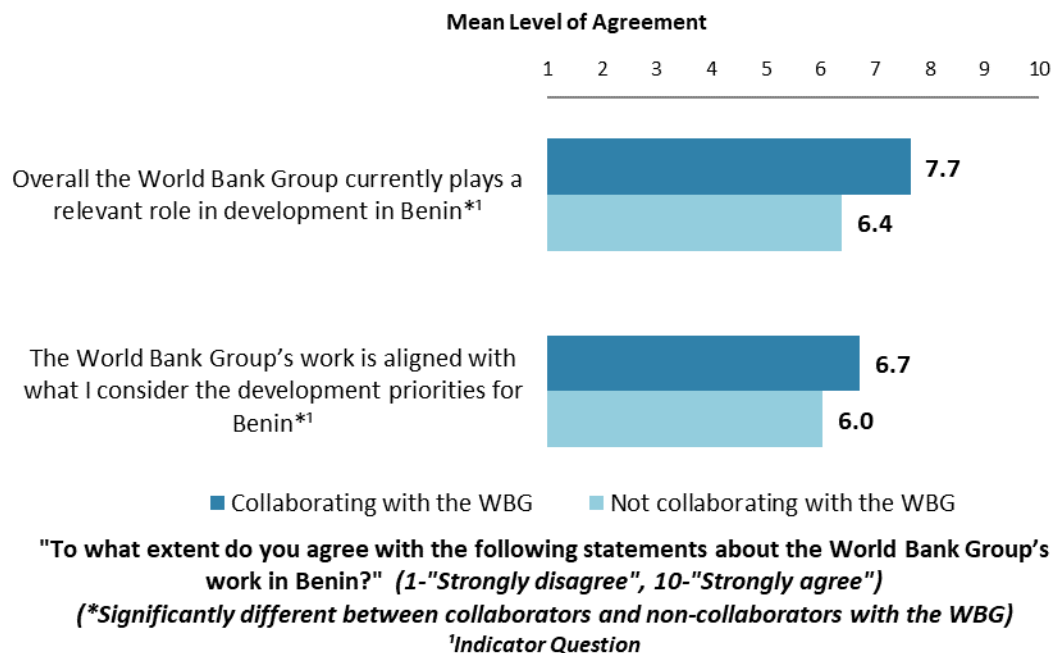 Mean Level of Agreement
1 2 3 4 5 6 7 8 9 10
Overall the World Bank Group currently plays a
relevant role in development in Benin*¹
7.7
6.4
The World Bank Group’s work is aligned with
what I consider the development priorities for
Benin*¹
6.7
6.0
Collaborating with the WBG Not collaborating with the WBG
"To what extent do you agree with the following statements about the World Bank Group’s
work in Benin?" (1-"Strongly disagree", 10-"Strongly agree")
(*Significantly different between collaborators and non-collaborators with the WBG)
¹Indicator Question